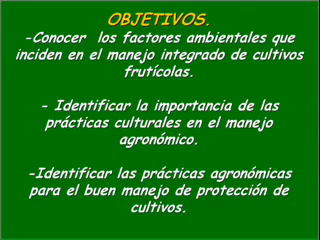 OBJETIVOS.
-Conocer los factores ambientales que
inciden en el manejo integrado de cultivos
frutícolas.
- Identificar la importancia de las
prácticas culturales en el manejo
agronómico.
-Identificar las prácticas agronómicas
para el buen manejo de protección de
cultivos.